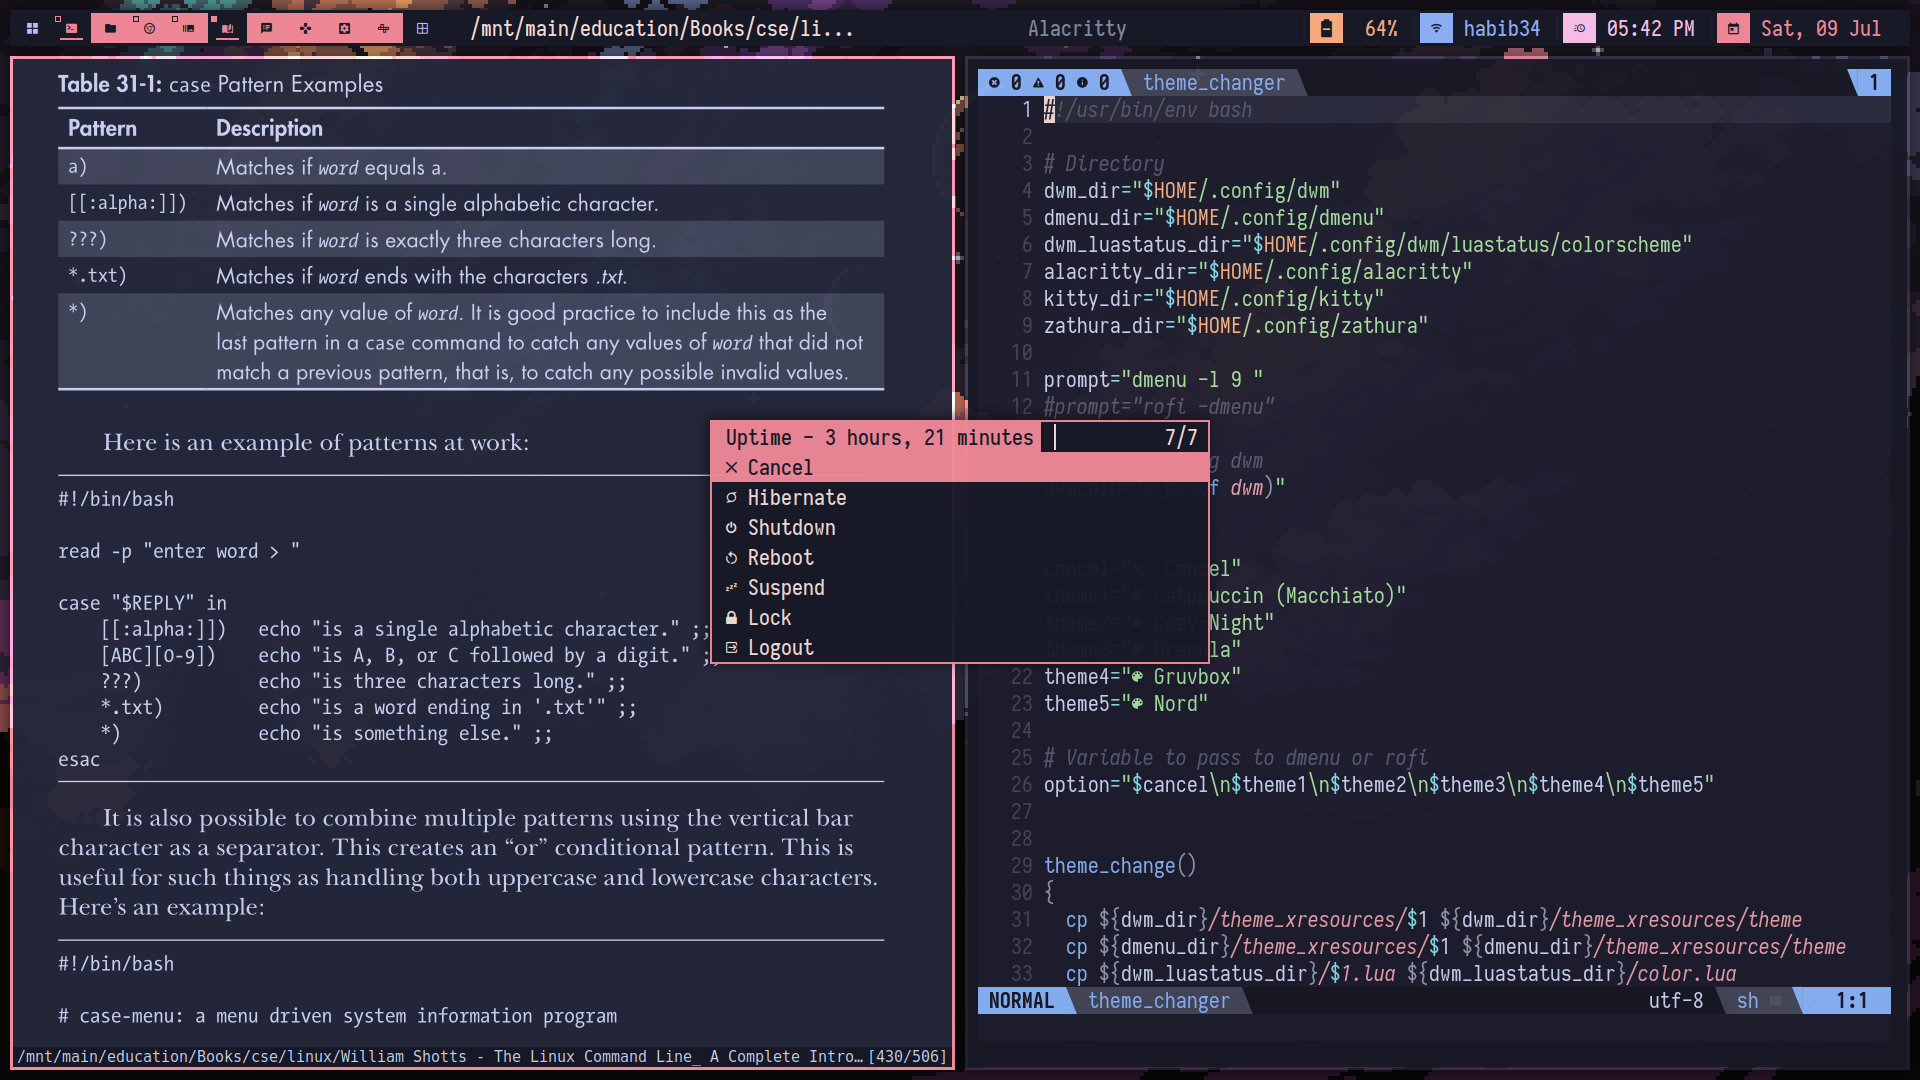 /mnt/main/education/Books/cse/li...
Alacritty
64%
habib34
05:42 PM
Sat, 09 Jul
Table 31-1: case Pattern Examples
Pattern Description
a) Matches if word equals a.
[[:alpha:]]) Matches if word is a single alphabetic character.
???) Matches if word is exactly three characters long.
*.txt) Matches if word ends with the characters .txt.
*) Matches any value of word. It is good practice to include this as the
last pattern in a case command to catch any values of word that did not
match a previous pattern, that is, to catch any possible invalid values.
Here is an example of patterns at work:
#!/bin/bash
read -p "enter word > "
case "$REPLY" in
[[:alpha:]]) echo "is a single alphabetic character." ;;
[ABC][0-9]) echo "is A, B, or C followed by a digit." ;
???) echo "is three characters long." ;;
*.txt) echo "is a word ending in '.txt'" ;;
*) echo "is something else." ;;
esac
It is also possible to combine multiple patterns using the vertical bar
character as a separator. This creates an “or” conditional pattern. This is
useful for such things as handling both uppercase and lowercase characters.
Here’s an example:
#!/bin/bash
# case-menu: a menu driven system information program
/mnt/main/education/Books/cse/linux/William Shotts - The Linux Command Line_ A Complete Intro… [430/506]
Uptime - 3 hours, 21 minutes 7/7
Cancel
Hibernate
Shutdown
Reboot
Suspend
Lock
Logout
0 0 0 theme_changer 1
1 #!/usr/bin/env bash
2
3 # Directory
4 dwm_dir="$HOME/.config/dwm"
5 dmenu_dir="$HOME/.config/dmenu"
6 dwm_luastatus_dir="$HOME/.config/dwm/luastatus/colorscheme"
7 alacritty_dir="$HOME/.config/alacritty"
8 kitty_dir="$HOME/.config/kitty"
9 zathura_dir="$HOME/.config/zathura"
10
11 prompt="dmenu -l 9 "
12 #prompt="rofi -dmenu"
g dwm
f dwm)"
cancel=" Cancel"
theme1=" Catppuccin (Macchiato)"
theme2=" Cozy-Night"
theme3=" Dracula"
22 theme4=" Gruvbox"
23 theme5=" Nord"
24
25 # Variable to pass to dmenu or rofi
26 option="$cancel\n$theme1\n$theme2\n$theme3\n$theme4\n$theme5"
27
28
29 theme_change()
30 {
31 cp ${dwm_dir}/theme_xresources/$1 ${dwm_dir}/theme_xresources/theme
32 cp ${dmenu_dir}/theme_xresources/$1 ${dmenu_dir}/theme_xresources/theme
33 cp ${dwm_luastatus_dir}/$1.lua ${dwm_luastatus_dir}/color.lua
NORMAL theme_changer utf-8 sh 1:1